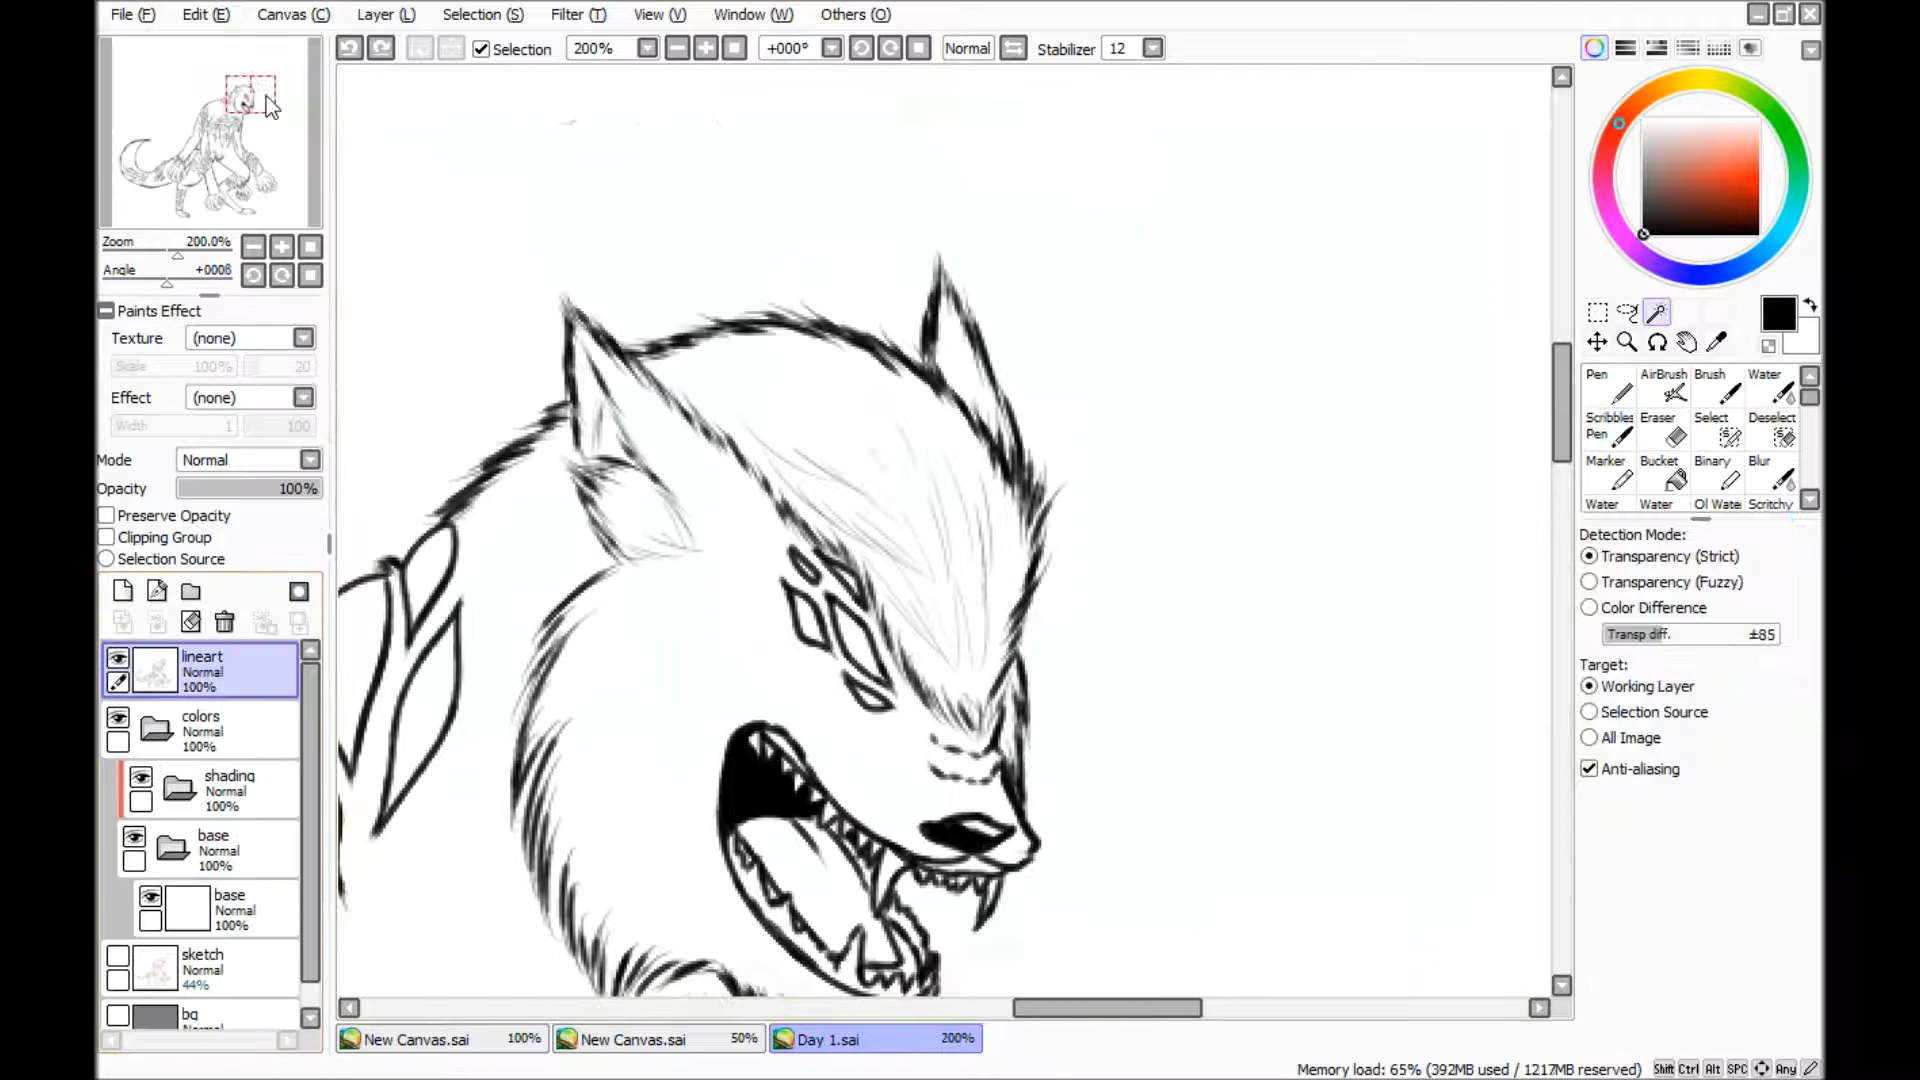 File (F) Edit (E) Canvas (C) Layer (L) Selection (S) Filter (T) View (V) Window (W) Others (O)
Selection 200% +000° Normal Stabilizer 12
Zoom 200.0%
Angle
Paints Effect
Texture (none)
Scale 100% 20
Effect (none)
Width 1 100
Mode Normal
Opacity 100%
Preserve Opacity
Clipping Group
Selection Source
lineart
Normal
100%
colors
Normal
100%
shading
Normal
100%
base
Normal
100%
base
Normal
100%
sketch
Normal
44%
bg
Pen AirBrush Brush Water
Scribbles Eraser Select Deselect
Pen
Marker Bucket Binary Blur
Water Water Ol Wate Scritchy
Detection Mode:
Transparency (Strict)
Transparency (Fuzzy)
Color Difference
Transp diff. ±85
Target:
Working Layer
Selection Source
All Image
Anti-aliasing
New Canvas.sai 100% New Canvas.sai 50% Day 1.sai 200%
Memory load: 65% (392MB used / 1217MB reserved) Shift Ctrl Alt SPC Any